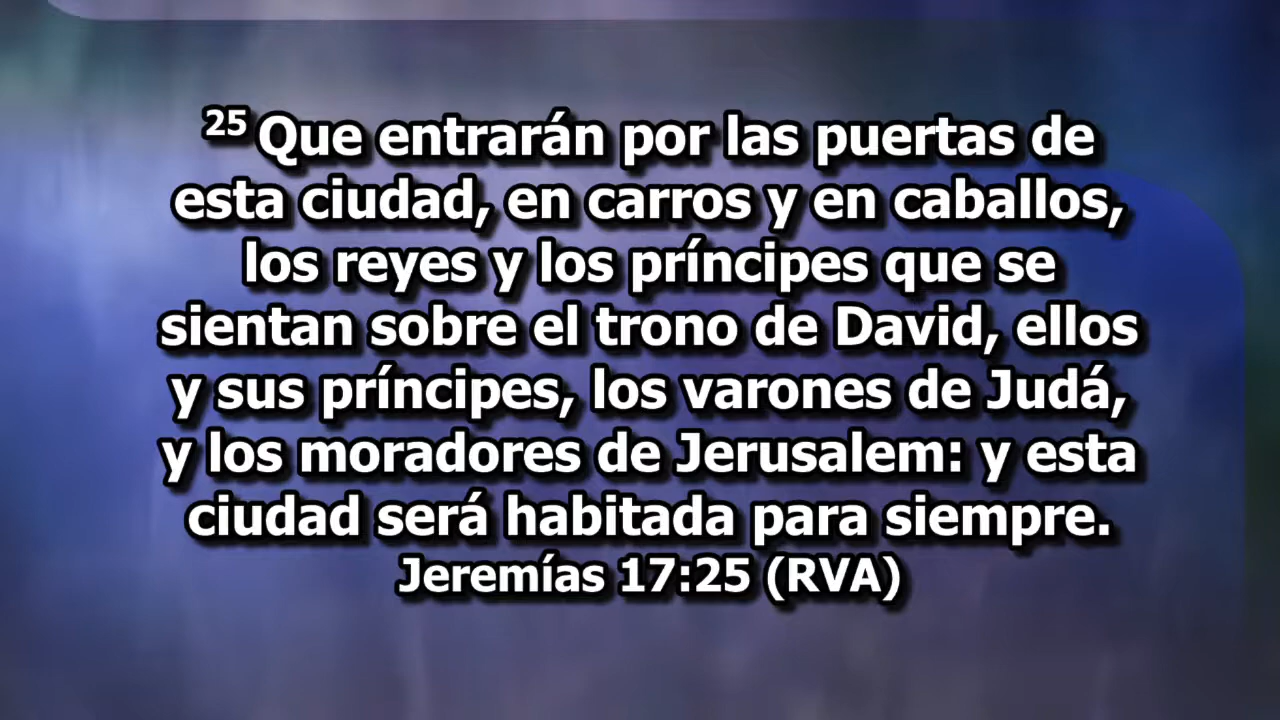 25 Que entrarán por las puertas de
esta ciudad, en carros y en caballos,
los reyes y los príncipes que se
sientan sobre el trono de David, ellos
y sus príncipes, los varones de Judá,
y los moradores de Jerusalem: y esta
ciudad será habitada para siempre.
Jeremías 17:25 (RVA)